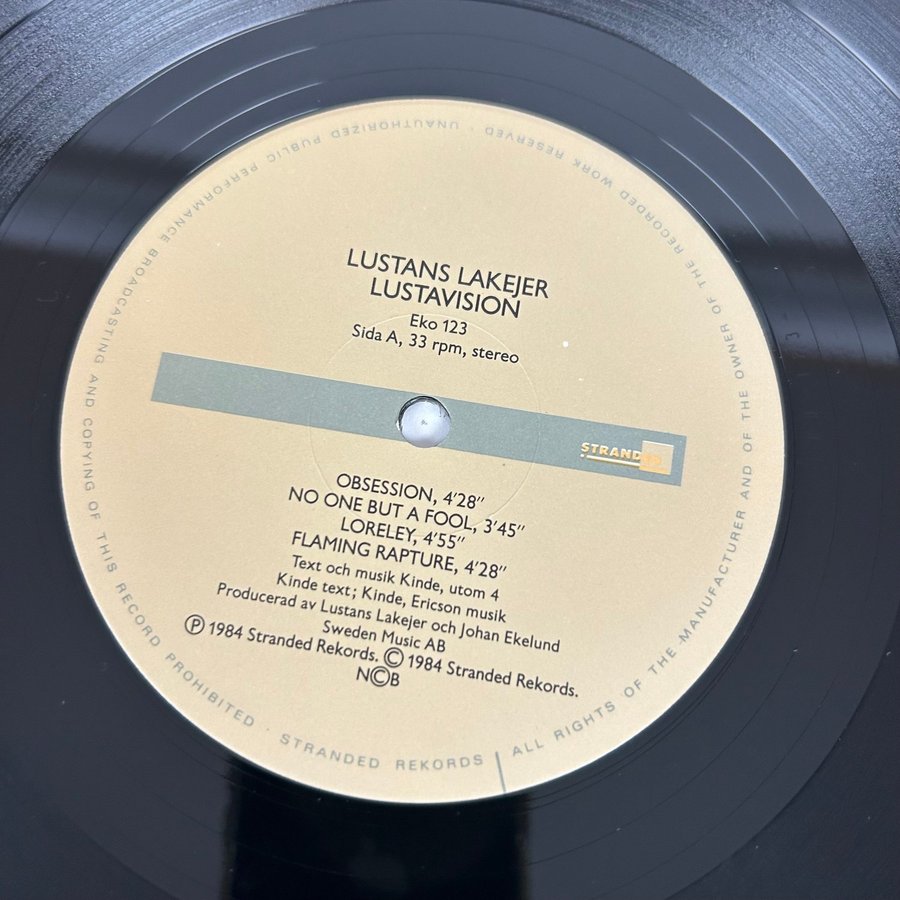 LUSTANS LAKEJER
LUSTAVISION
Eko 123
Sida A, 33 rpm, stereo
STRANDED
OBSESSION, 4'28"
NO ONE BUT A FOOL, 3'45"
LORELEY, 4'55"
FLAMING RAPTURE, 4'28"
Text och musik Kinde, utom 4
Kinde text; Kinde, Ericson musik
Producerad av Lustans Lakejer och Johan Ekelund
Sweden Music AB
Ⓟ 1984 Stranded Rekords. © 1984 Stranded Rekords.
N©B
ALL RIGHTS OF THE MANUFACTURER AND OF THE OWNER OF THE RECORDED WORK RESERVED · UNAUTHORIZED PUBLIC PERFORMANCE BROADCASTING AND COPYING OF THIS RECORD PROHIBITED · STRANDED REKORDS